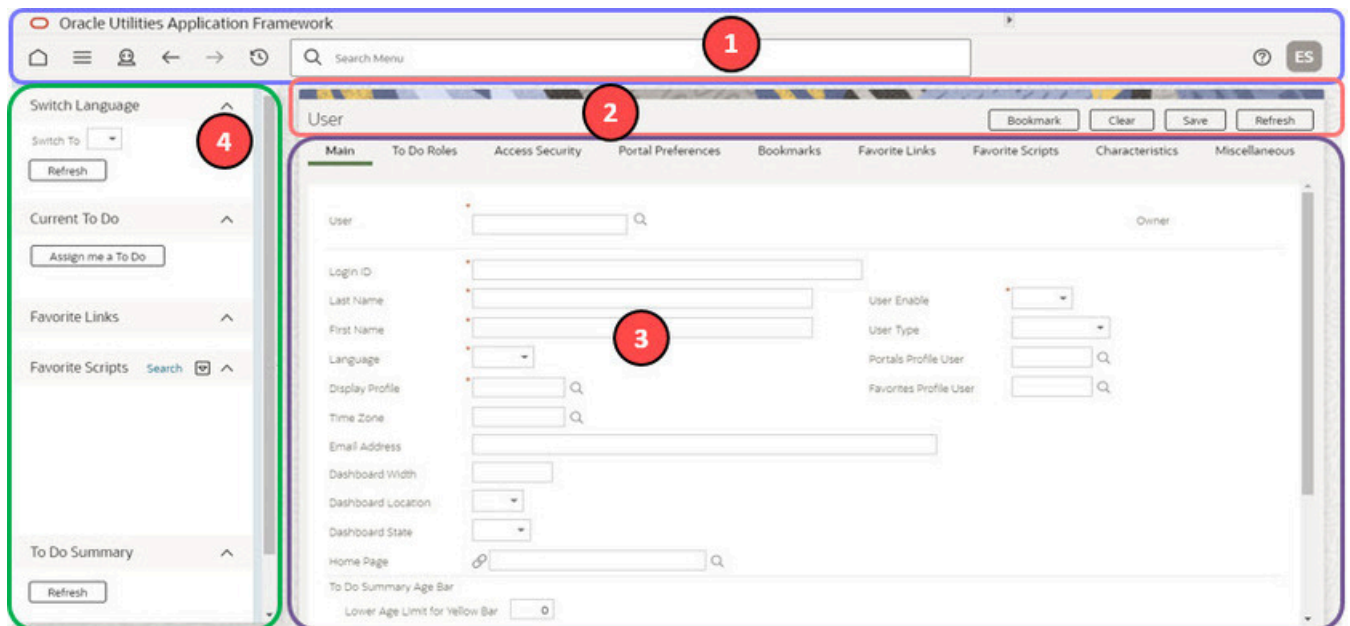 Oracle Utilities Application Framework
Search Menu
1
ES
Switch Language
4
Switch To
Refresh
Current To Do
Assign me a To Do
Favorite Links
Favorite Scripts Search
To Do Summary
Refresh
2
User Bookmark Clear Save Refresh
Main To Do Roles Access Security Portal Preferences Bookmarks Favorite Links Favorite Scripts Characteristics Miscellaneous
User * Owner
Login ID *
Last Name * User Enable *
First Name * User Type
3
Language * Portals Profile User
Display Profile * Favorites Profile User
Time Zone
Email Address
Dashboard Width
Dashboard Location
Dashboard State
Home Page
To Do Summary Age Bar
Lower Age Limit for Yellow Bar 0